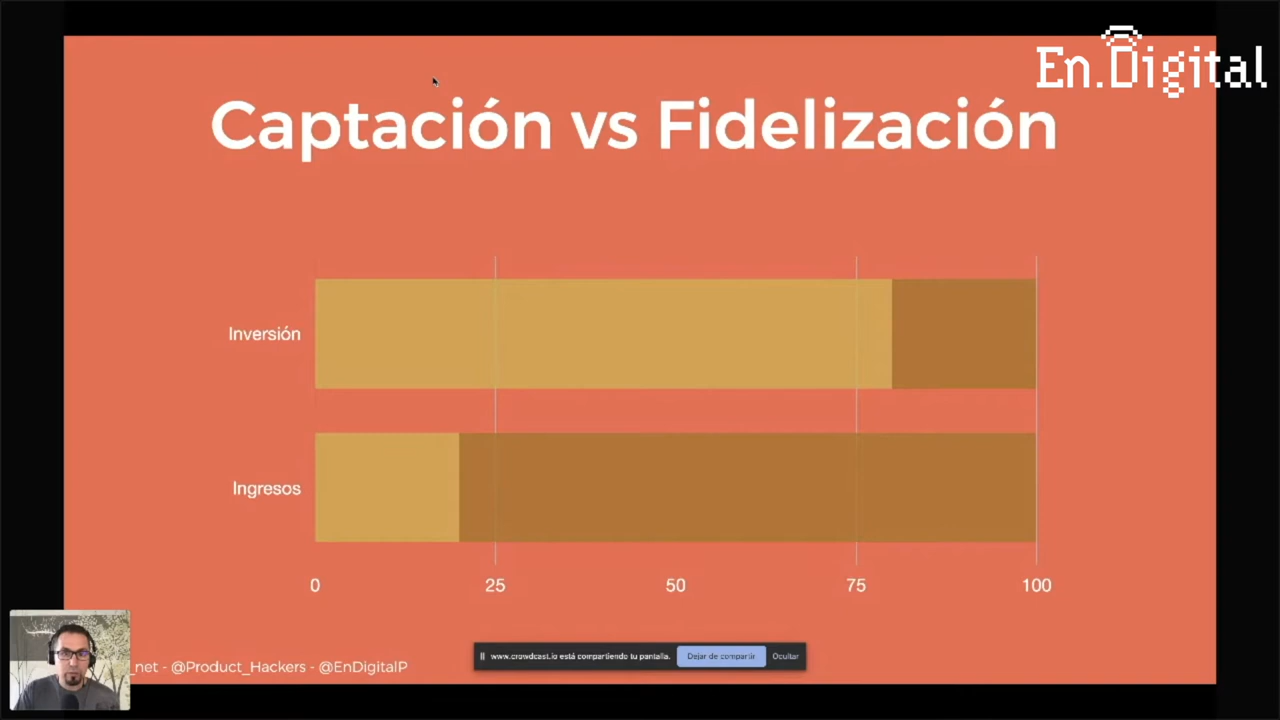 En.Digital
Captación vs Fidelización
Inversión
Ingresos
0 25 50 75 100
_net - @Product_Hackers - @EnDigitalP
www.crowdcast.io está compartiendo tu pantalla. Dejar de compartir Ocultar